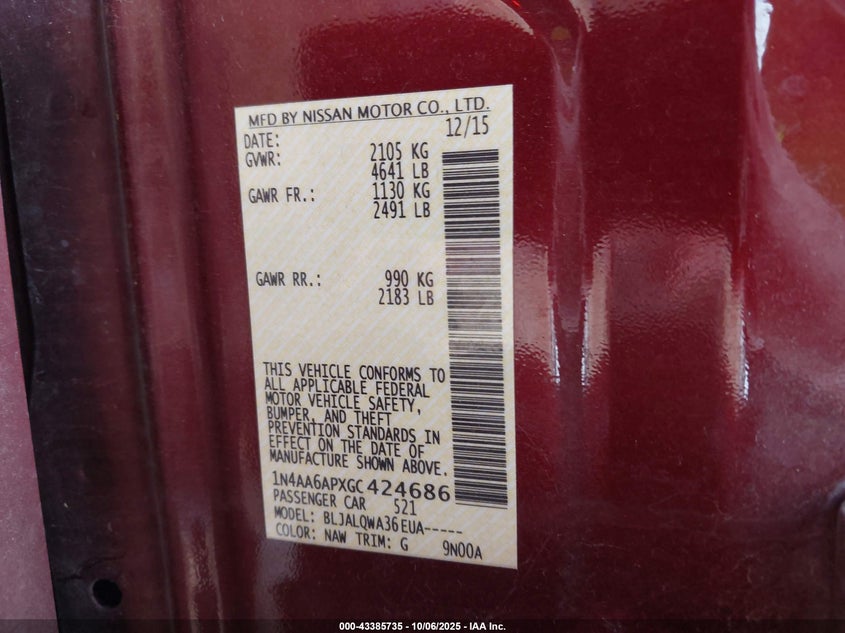 MFD BY NISSAN MOTOR CO., LTD.
DATE: 12/15
GVWR: 2105 KG
4641 LB
GAWR FR.: 1130 KG
2491 LB
GAWR RR.: 990 KG
2183 LB
THIS VEHICLE CONFORMS TO
ALL APPLICABLE FEDERAL
MOTOR VEHICLE SAFETY,
BUMPER, AND THEFT
PREVENTION STANDARDS IN
EFFECT ON THE DATE OF
MANUFACTURE SHOWN ABOVE.
1N4AA6APXGC424686
PASSENGER CAR 521
MODEL: BLJALQWA36EUA-----
COLOR: NAW TRIM: G 9N00A
000-43385735 - 10/06/2025 - IAA Inc.